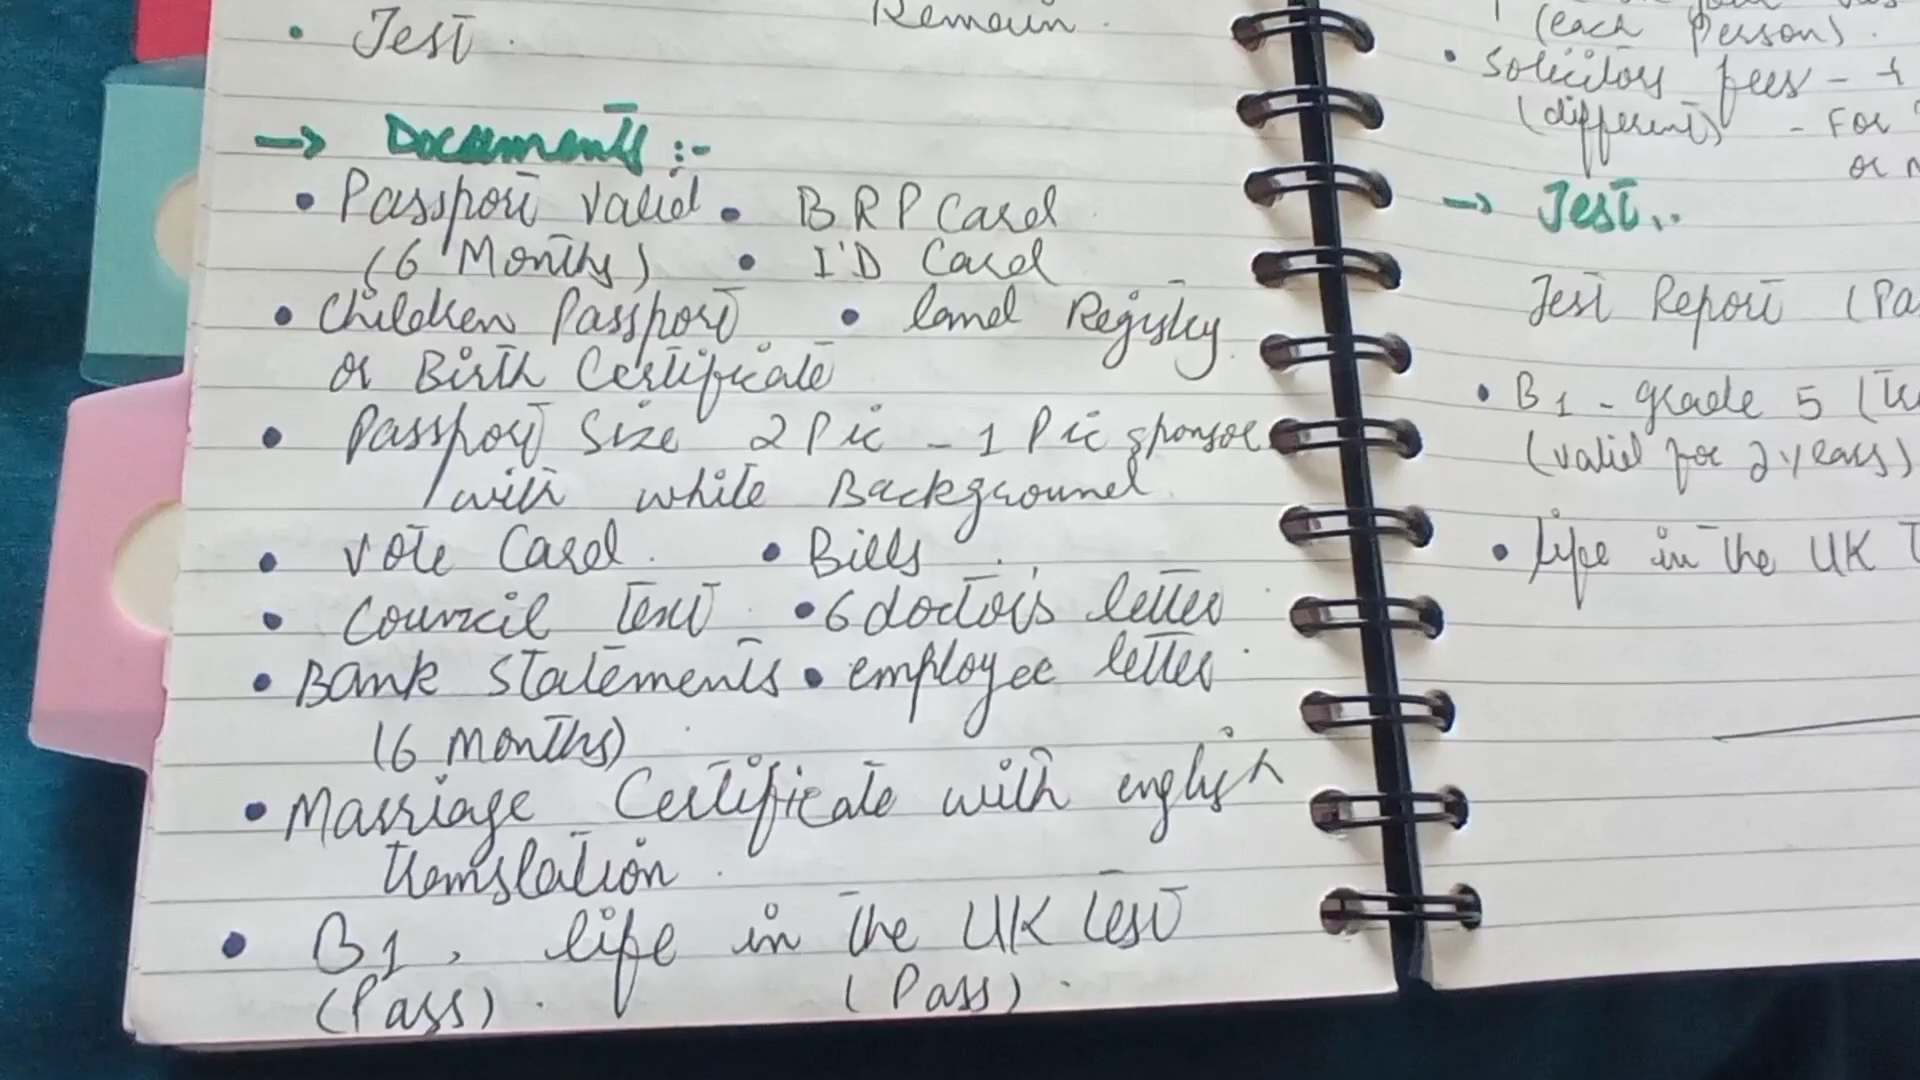 Remain.
• Test.
→ Documents :-
• Passport valid • BRP Card
(6 Months) • I'D Card
• Children Passport • land Registry.
or Birth Certificate
• Passport Size 2 Pic - 1 Pic sponsor
with white Background
• Vote Card. • Bills
• Council text • 6 doctor's letter
• Bank statements • employee letter.
(6 months)
• Marriage Certificate with english
translation.
• B1, life in the UK test
(Pass). (Pass).
(each Person).
• Solicitors fees -
(different) - For
or
→ Test..
Test Report
• B1 - grade 5
(valid for 2 years)
• life in the UK